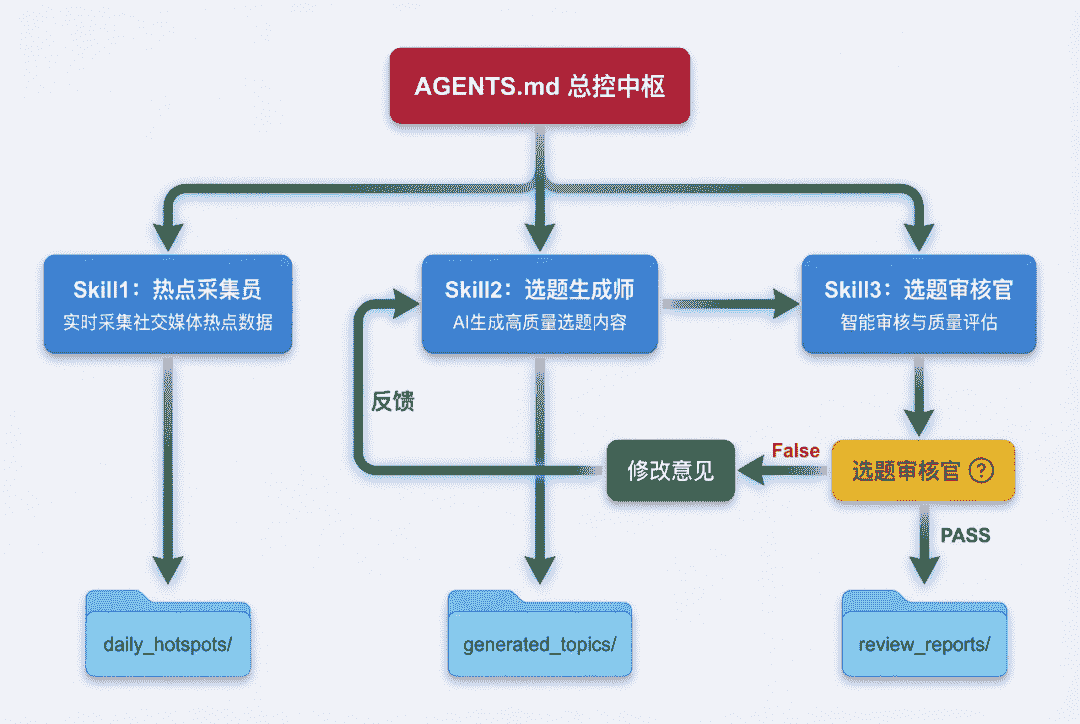 AGENTS.md 总控中枢
Skill1：热点采集员
实时采集社交媒体热点数据
Skill2：选题生成师
AI生成高质量选题内容
Skill3：选题审核官
智能审核与质量评估
反馈
修改意见
False
选题审核官 ?
PASS
daily_hotspots/
generated_topics/
review_reports/